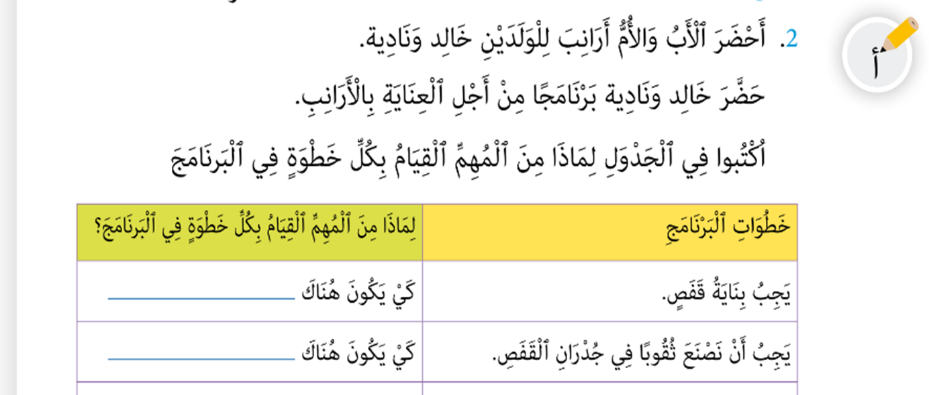 2. أَحْضَرَ ٱلْأَبُ وَالْأُمُّ أَرَانِبَ لِلْوَلَدَيْنِ خَالِد وَنَادِية.
أ
حَضَّرَ خَالِد وَنَادِية بَرْنَامَجًا مِنْ أَجْلِ ٱلْعِنَايَةِ بِالْأَرَانِبِ.
ٱُكْتُبوا فِي ٱلْجَدْوَلِ لِمَاذَا مِنَ ٱلْمُهِمِّ ٱلْقِيَامُ بِكُلِّ خَطْوَةٍ فِي ٱلْبَرنَامَجَ
خَطُوَاتِ ٱلْبَرْنَامَجِ
لِمَاذَا مِنَ ٱلْمُهِمِّ ٱلْقِيَامُ بِكُلِّ خَطْوَةٍ فِي ٱلْبَرنَامَجَ؟
يَجِبُ بِنَايَةُ قَفَصٍ.
كَيْ يَكُونَ هُنَاكَ
يَجِبُ أَنْ نَصْنَعَ ثُقُوبًا فِي جُدْرَانِ ٱلْقَفَصِ.
كَيْ يَكُونَ هُنَاكَ